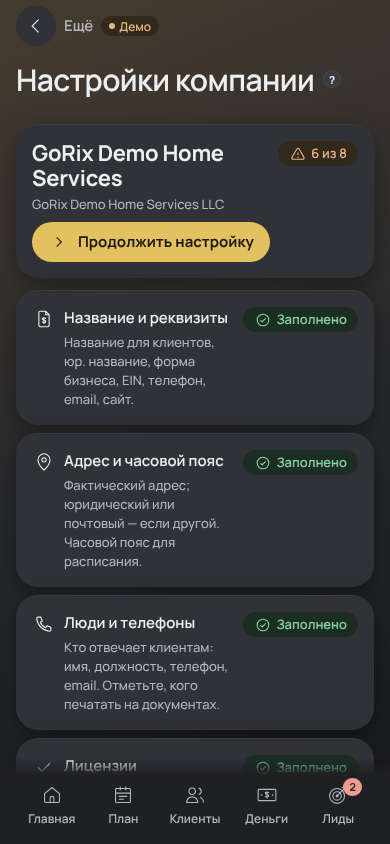 Ещё
Демо
Настройки компании ?
GoRix Demo Home
Services
6 из 8
GoRix Demo Home Services LLC
Продолжить настройку
Название и реквизиты
Заполнено
Название для клиентов,
юр. название, форма
бизнеса, EIN, телефон,
email, сайт.
Адрес и часовой пояс
Заполнено
Фактический адрес;
юридический или
почтовый — если другой.
Часовой пояс для
расписания.
Люди и телефоны
Заполнено
Кто отвечает клиентам:
имя, должность, телефон,
email. Отметьте, кого
печатать на документах.
Лицензии
Заполнено
2
Главная
План
Клиенты
Деньги
Лиды